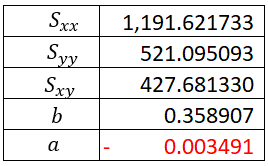 Sxx 1,191.621733
Syy 521.095093
Sxy 427.681330
b 0.358907
a - 0.003491